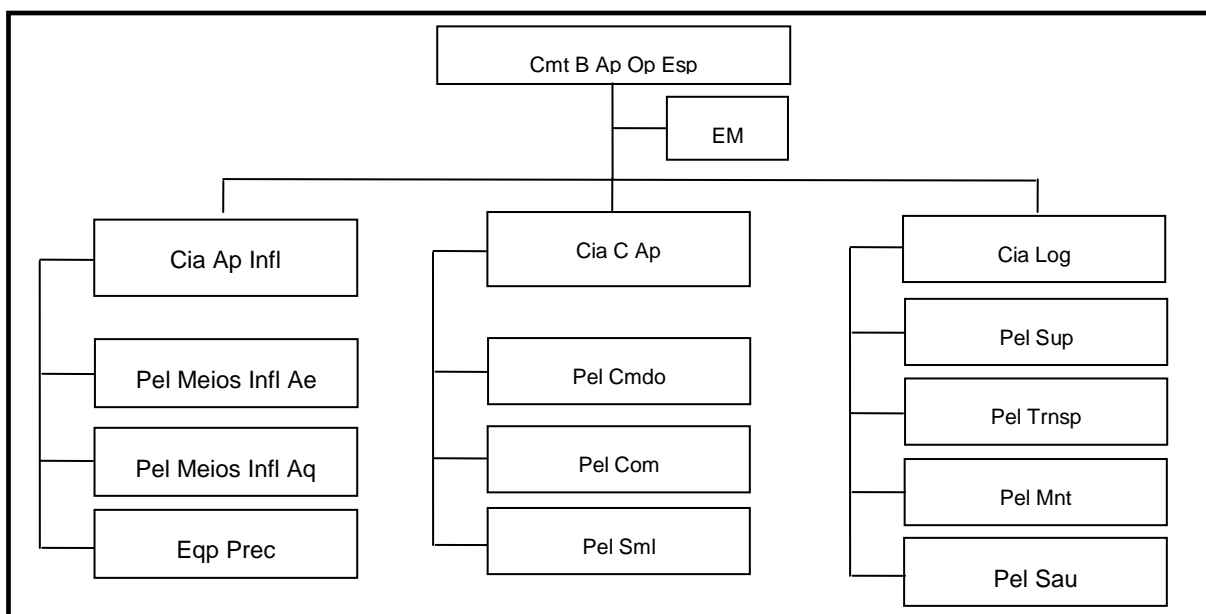 Cmt B Ap Op Esp
EM
Cia Ap Infl
Pel Meios Infl Ae
Pel Meios Infl Aq
Eqp Prec
Cia C Ap
Pel Cmdo
Pel Com
Pel Sml
Cia Log
Pel Sup
Pel Trnsp
Pel Mnt
Pel Sau